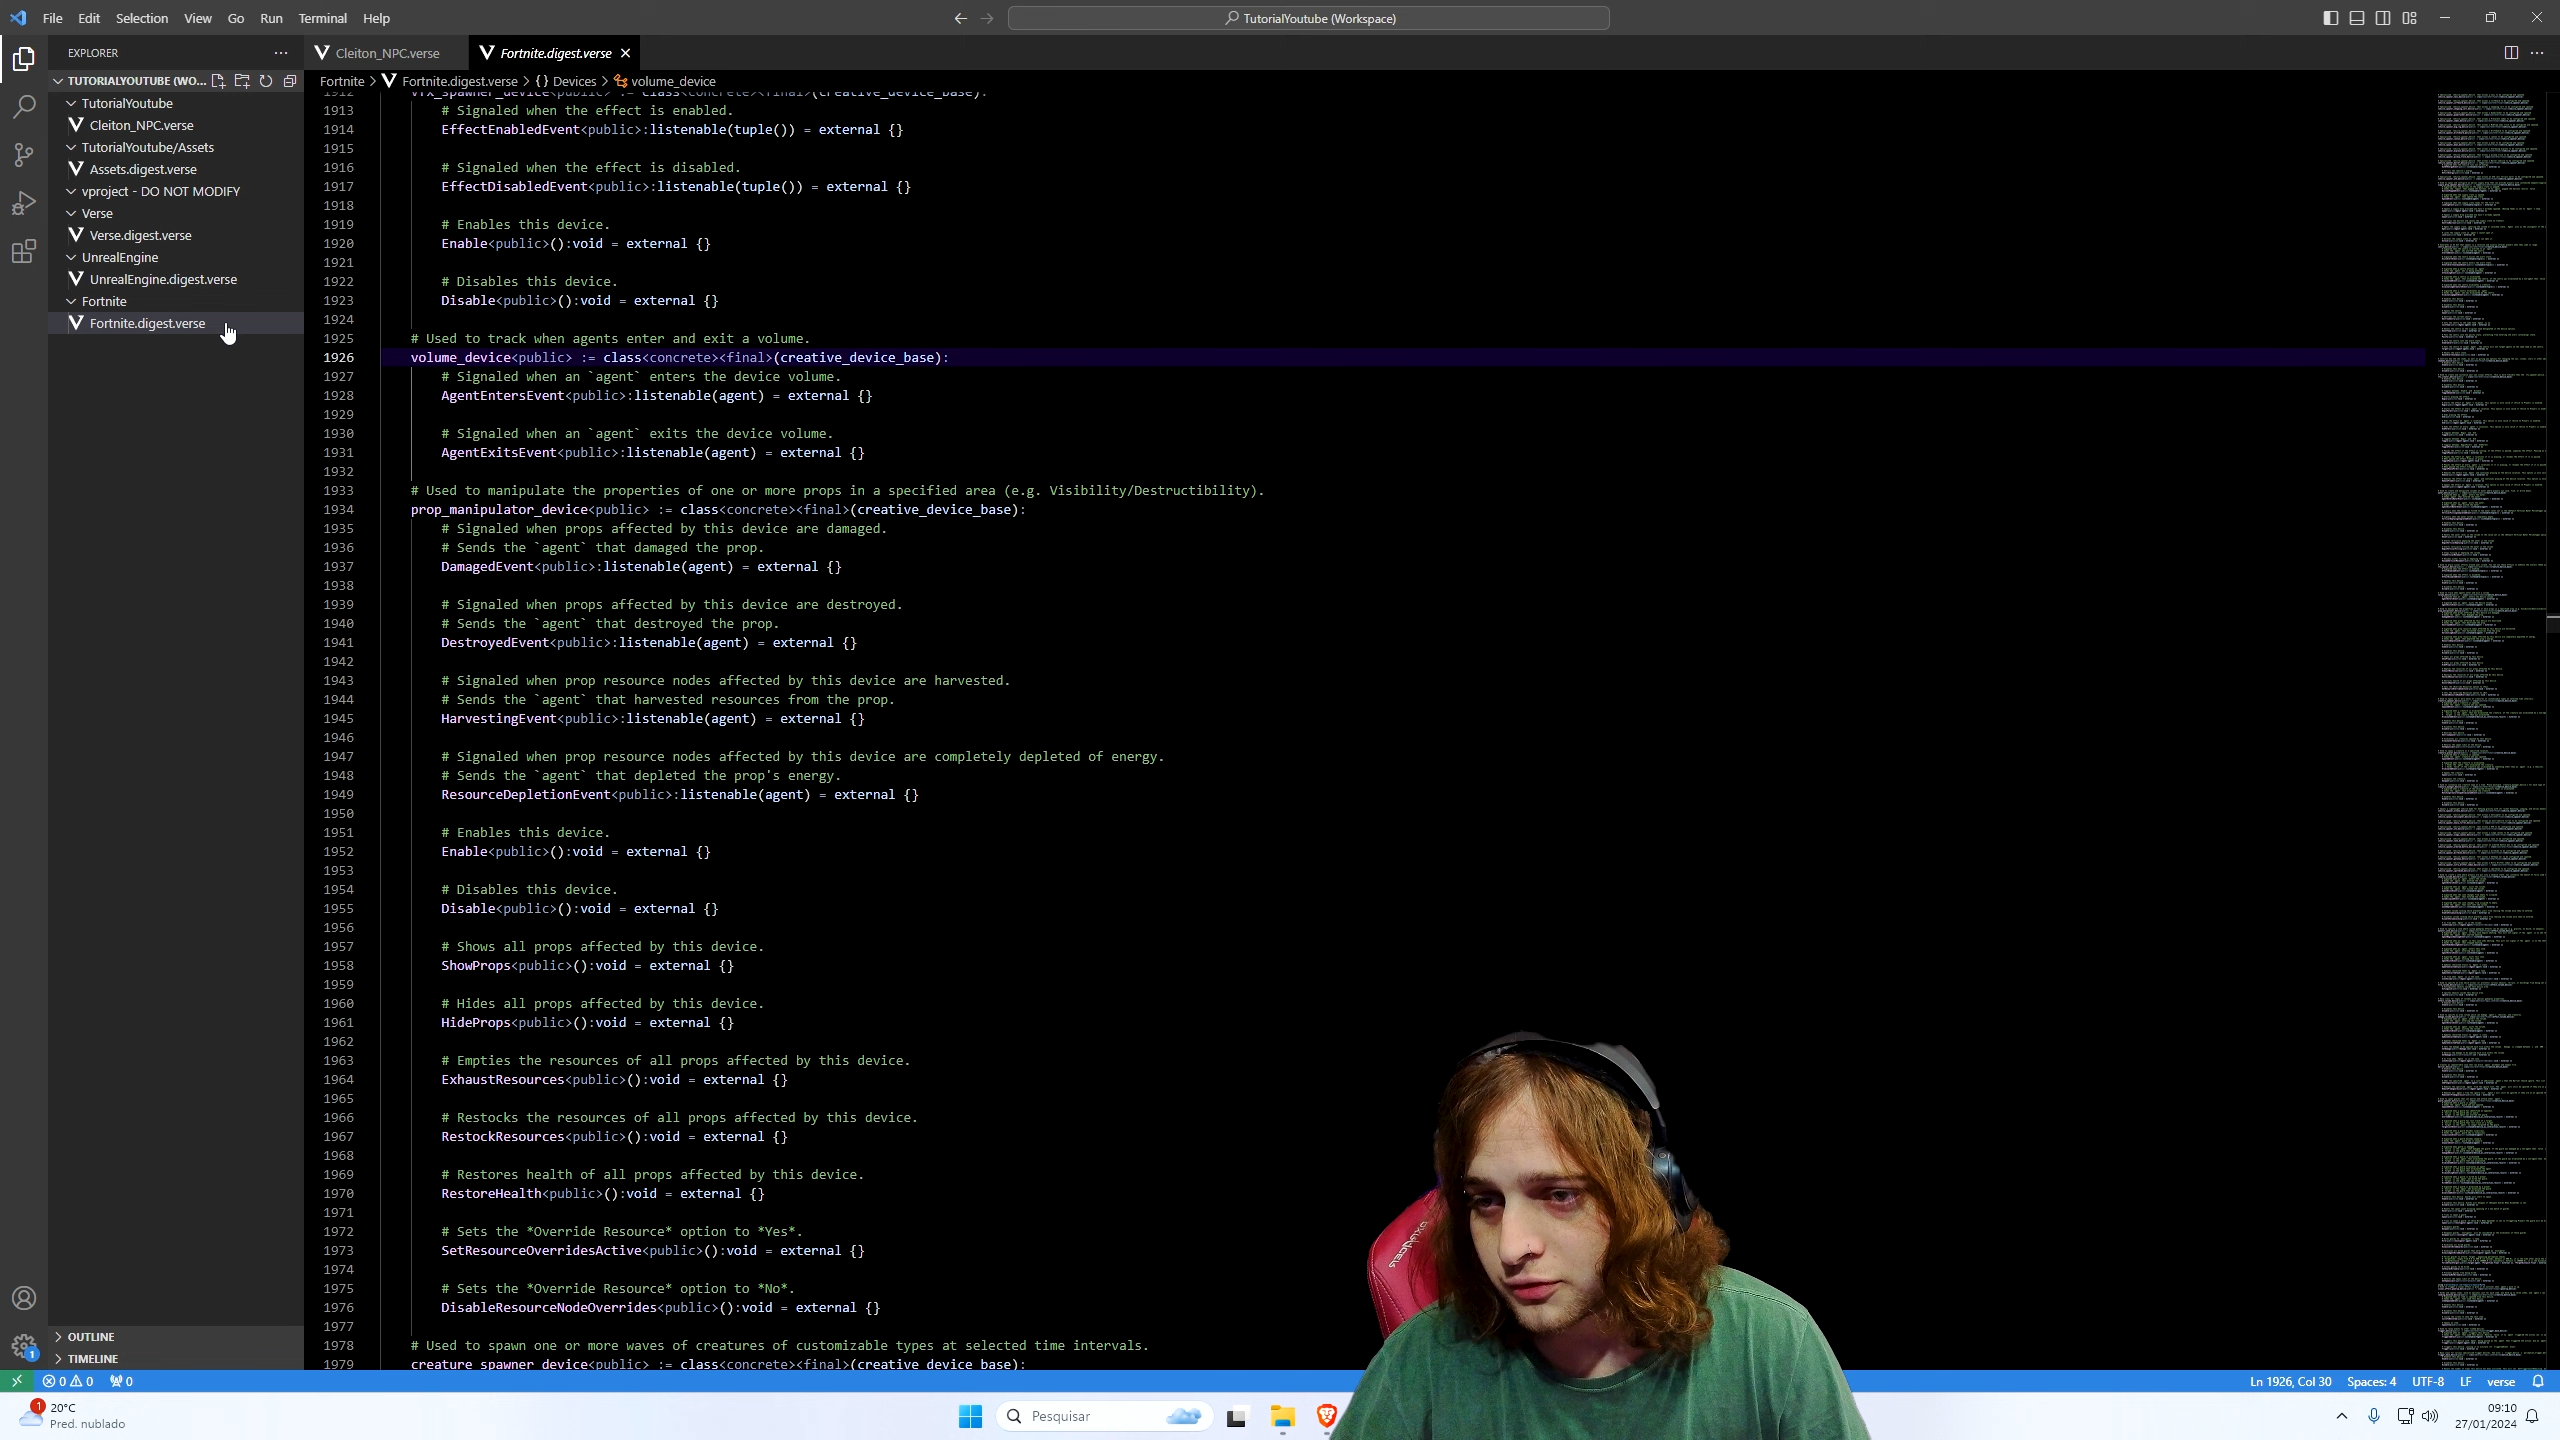 File Edit Selection View Go Run Terminal Help
TutorialYoutube (Workspace)
EXPLORER
Cleiton_NPC.verse
Fortnite.digest.verse
TUTORIALYOUTUBE (WO...
Fortnite > Fortnite.digest.verse > {} Devices > volume_device
TutorialYoutube
Cleiton_NPC.verse
TutorialYoutube/Assets
Assets.digest.verse
vproject - DO NOT MODIFY
Verse
Verse.digest.verse
UnrealEngine
UnrealEngine.digest.verse
Fortnite
Fortnite.digest.verse
OUTLINE
TIMELINE
1912 vfx_spawner_device<public> := class<concrete><final>(creative_device_base):
1913 # Signaled when the effect is enabled.
1914 EffectEnabledEvent<public>:listenable(tuple()) = external {}
1915
1916 # Signaled when the effect is disabled.
1917 EffectDisabledEvent<public>:listenable(tuple()) = external {}
1918
1919 # Enables this device.
1920 Enable<public>():void = external {}
1921
1922 # Disables this device.
1923 Disable<public>():void = external {}
1924
1925 # Used to track when agents enter and exit a volume.
1926 volume_device<public> := class<concrete><final>(creative_device_base):
1927 # Signaled when an `agent` enters the device volume.
1928 AgentEntersEvent<public>:listenable(agent) = external {}
1929
1930 # Signaled when an `agent` exits the device volume.
1931 AgentExitsEvent<public>:listenable(agent) = external {}
1932
1933 # Used to manipulate the properties of one or more props in a specified area (e.g. Visibility/Destructibility).
1934 prop_manipulator_device<public> := class<concrete><final>(creative_device_base):
1935 # Signaled when props affected by this device are damaged.
1936 # Sends the `agent` that damaged the prop.
1937 DamagedEvent<public>:listenable(agent) = external {}
1938
1939 # Signaled when props affected by this device are destroyed.
1940 # Sends the `agent` that destroyed the prop.
1941 DestroyedEvent<public>:listenable(agent) = external {}
1942
1943 # Signaled when prop resource nodes affected by this device are harvested.
1944 # Sends the `agent` that harvested resources from the prop.
1945 HarvestingEvent<public>:listenable(agent) = external {}
1946
1947 # Signaled when prop resource nodes affected by this device are completely depleted of energy.
1948 # Sends the `agent` that depleted the prop's energy.
1949 ResourceDepletionEvent<public>:listenable(agent) = external {}
1950
1951 # Enables this device.
1952 Enable<public>():void = external {}
1953
1954 # Disables this device.
1955 Disable<public>():void = external {}
1956
1957 # Shows all props affected by this device.
1958 ShowProps<public>():void = external {}
1959
1960 # Hides all props affected by this device.
1961 HideProps<public>():void = external {}
1962
1963 # Empties the resources of all props affected by this device.
1964 ExhaustResources<public>():void = external {}
1965
1966 # Restocks the resources of all props affected by this device.
1967 RestockResources<public>():void = external {}
1968
1969 # Restores health of all props affected by this device.
1970 RestoreHealth<public>():void = external {}
1971
1972 # Sets the *Override Resource* option to *Yes*.
1973 SetResourceOverridesActive<public>():void = external {}
1974
1975 # Sets the *Override Resource* option to *No*.
1976 DisableResourceNodeOverrides<public>():void = external {}
1977
1978 # Used to spawn one or more waves of creatures of customizable types at selected time intervals.
1979 creature_spawner_device<public> := class<concrete><final>(creative_device_base):
1
0 0 0
Ln 1926, Col 30 Spaces: 4 UTF-8 LF verse
1
20°C
Pred. nublado
Pesquisar
09:10
27/01/2024